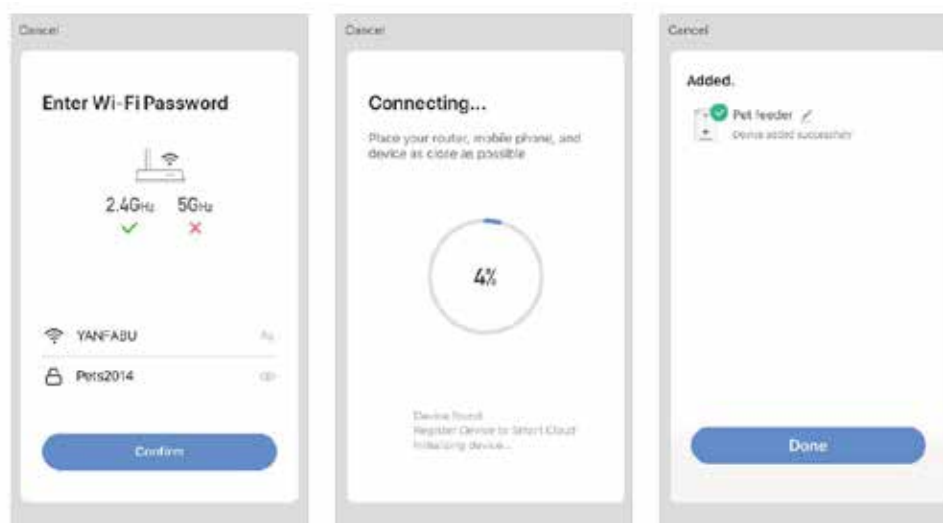 Cancel
Enter Wi-Fi Password
2.4GHz 5GHz
YANFABU
Pets2014
Confirm
Cancel
Connecting...
Place your router, mobile phone, and
device as close as possible
4%
Device found
Register Device to Smart Cloud
Initializing device...
Cancel
Added.
Pet feeder
Device added successfully
Done